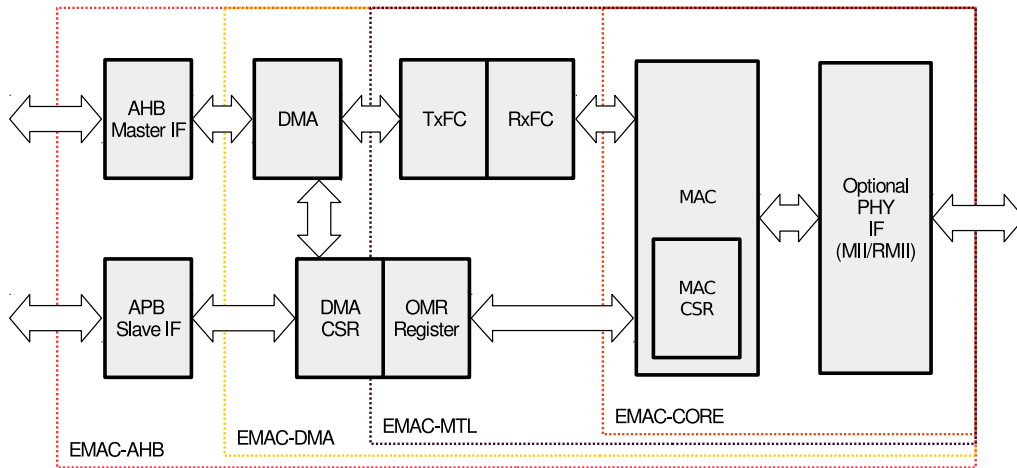 AHB
Master IF
DMA
TxFC
RxFC
MAC
Optional
PHY
IF
(MII/RMII)
APB
Slave IF
DMA
CSR
OMR
Register
MAC
CSR
EMAC-AHB
EMAC-DMA
EMAC-MTL
EMAC-CORE